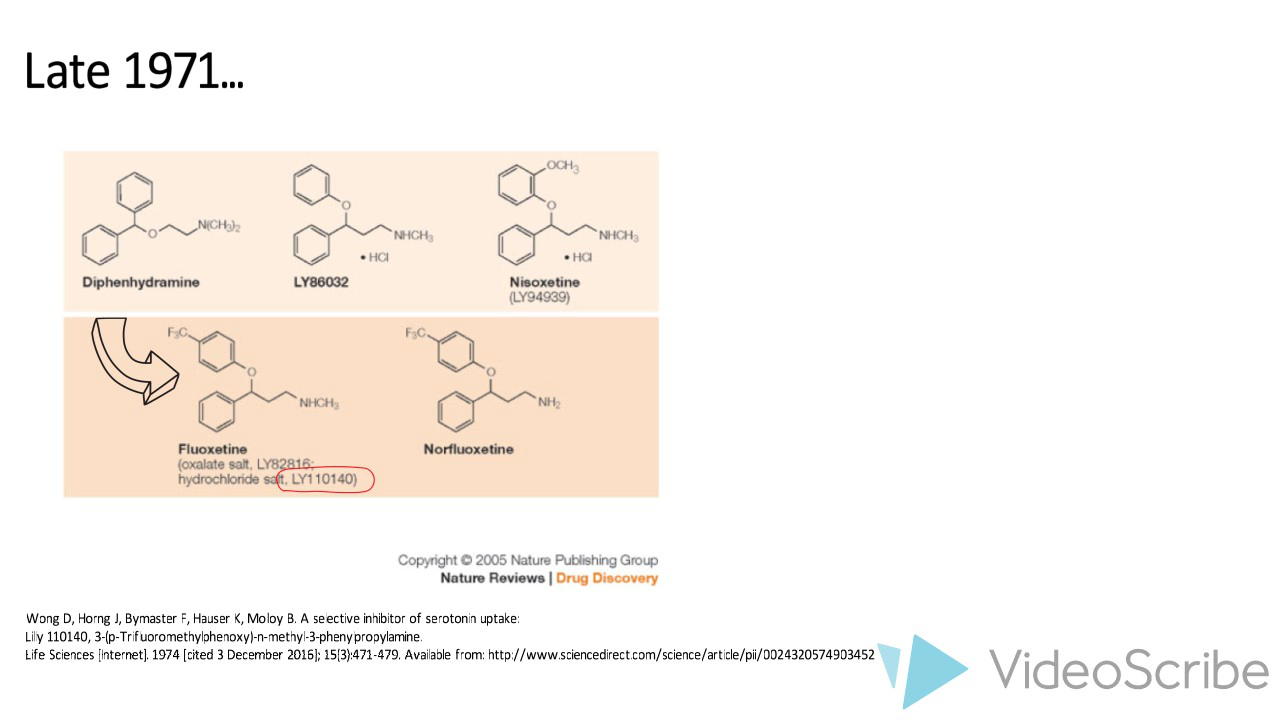 Late 1971...
OCH3
N(CH3)2
O
O
NHCH3
• HCl
O
NHCH3
• HCl
Diphenhydramine
LY86032
Nisoxetine
(LY94939)
F3C
O
NHCH3
F3C
O
NH2
Fluoxetine
(oxalate salt, LY82816;
hydrochloride salt, LY110140)
Norfluoxetine
Copyright © 2005 Nature Publishing Group
Nature Reviews | Drug Discovery
Wong D, Horng J, Bymaster F, Hauser K, Moloy B. A selective inhibitor of serotonin uptake:
Lily 110140, 3-(p-Trifluoromethylphenoxy)-n-methyl-3-phenylpropylamine.
Life Sciences [Internet]. 1974 [cited 3 December 2016]; 15(3):471-479. Available from: http://www.sciencedirect.com/science/article/pii/0024320574903452
VideoScribe